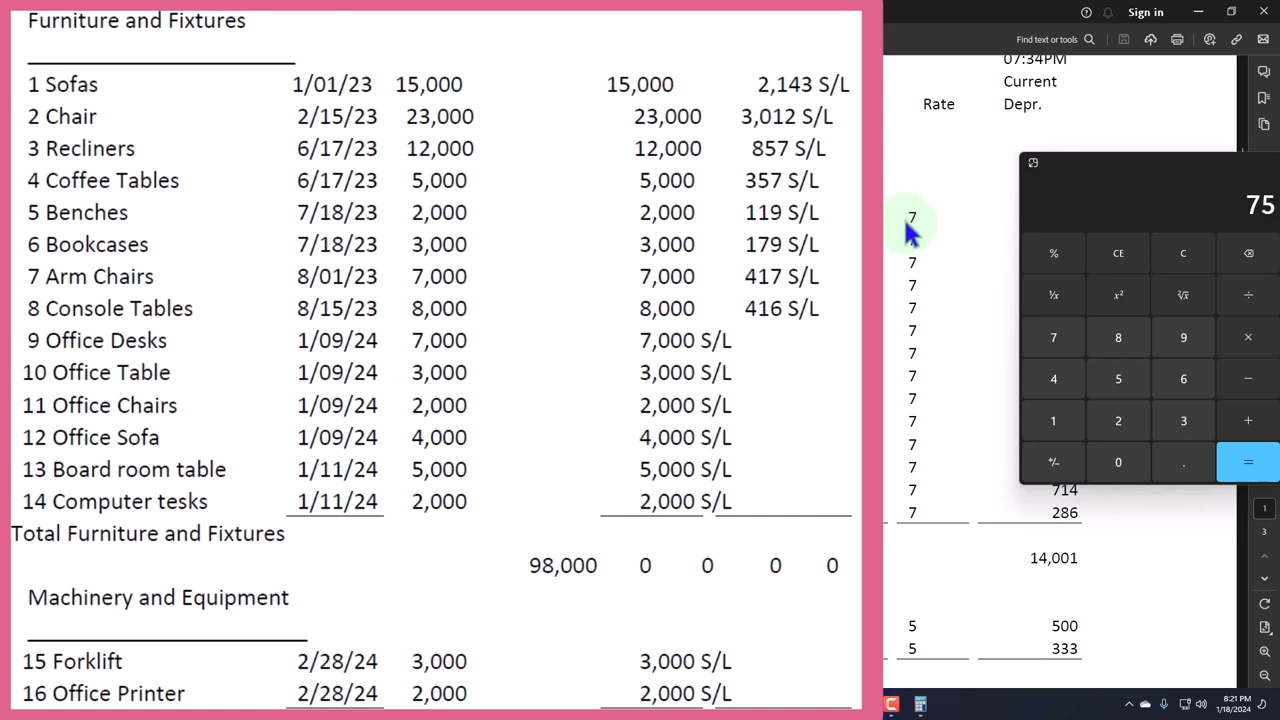 Furniture and Fixtures
1 Sofas 1/01/23 15,000 15,000 2,143 S/L
2 Chair 2/15/23 23,000 23,000 3,012 S/L
3 Recliners 6/17/23 12,000 12,000 857 S/L
4 Coffee Tables 6/17/23 5,000 5,000 357 S/L
5 Benches 7/18/23 2,000 2,000 119 S/L
6 Bookcases 7/18/23 3,000 3,000 179 S/L
7 Arm Chairs 8/01/23 7,000 7,000 417 S/L
8 Console Tables 8/15/23 8,000 8,000 416 S/L
9 Office Desks 1/09/24 7,000 7,000 S/L
10 Office Table 1/09/24 3,000 3,000 S/L
11 Office Chairs 1/09/24 2,000 2,000 S/L
12 Office Sofa 1/09/24 4,000 4,000 S/L
13 Board room table 1/11/24 5,000 5,000 S/L
14 Computer tesks 1/11/24 2,000 2,000 S/L
Total Furniture and Fixtures
98,000 0 0 0 0
Machinery and Equipment
15 Forklift 2/28/24 3,000 3,000 S/L
16 Office Printer 2/28/24 2,000 2,000 S/L
Sign in
Find text or tools
07:34PM
Current
Rate Depr.
7
7
7
7
7
7
7
7
7
7
7
7 714
7 286
14,001
5 500
5 333
75
% CE C
¹/x x² ²√x ÷
7 8 9 ×
4 5 6 −
1 2 3 +
+/− 0 . =
1
3
8:21 PM
1/18/2024